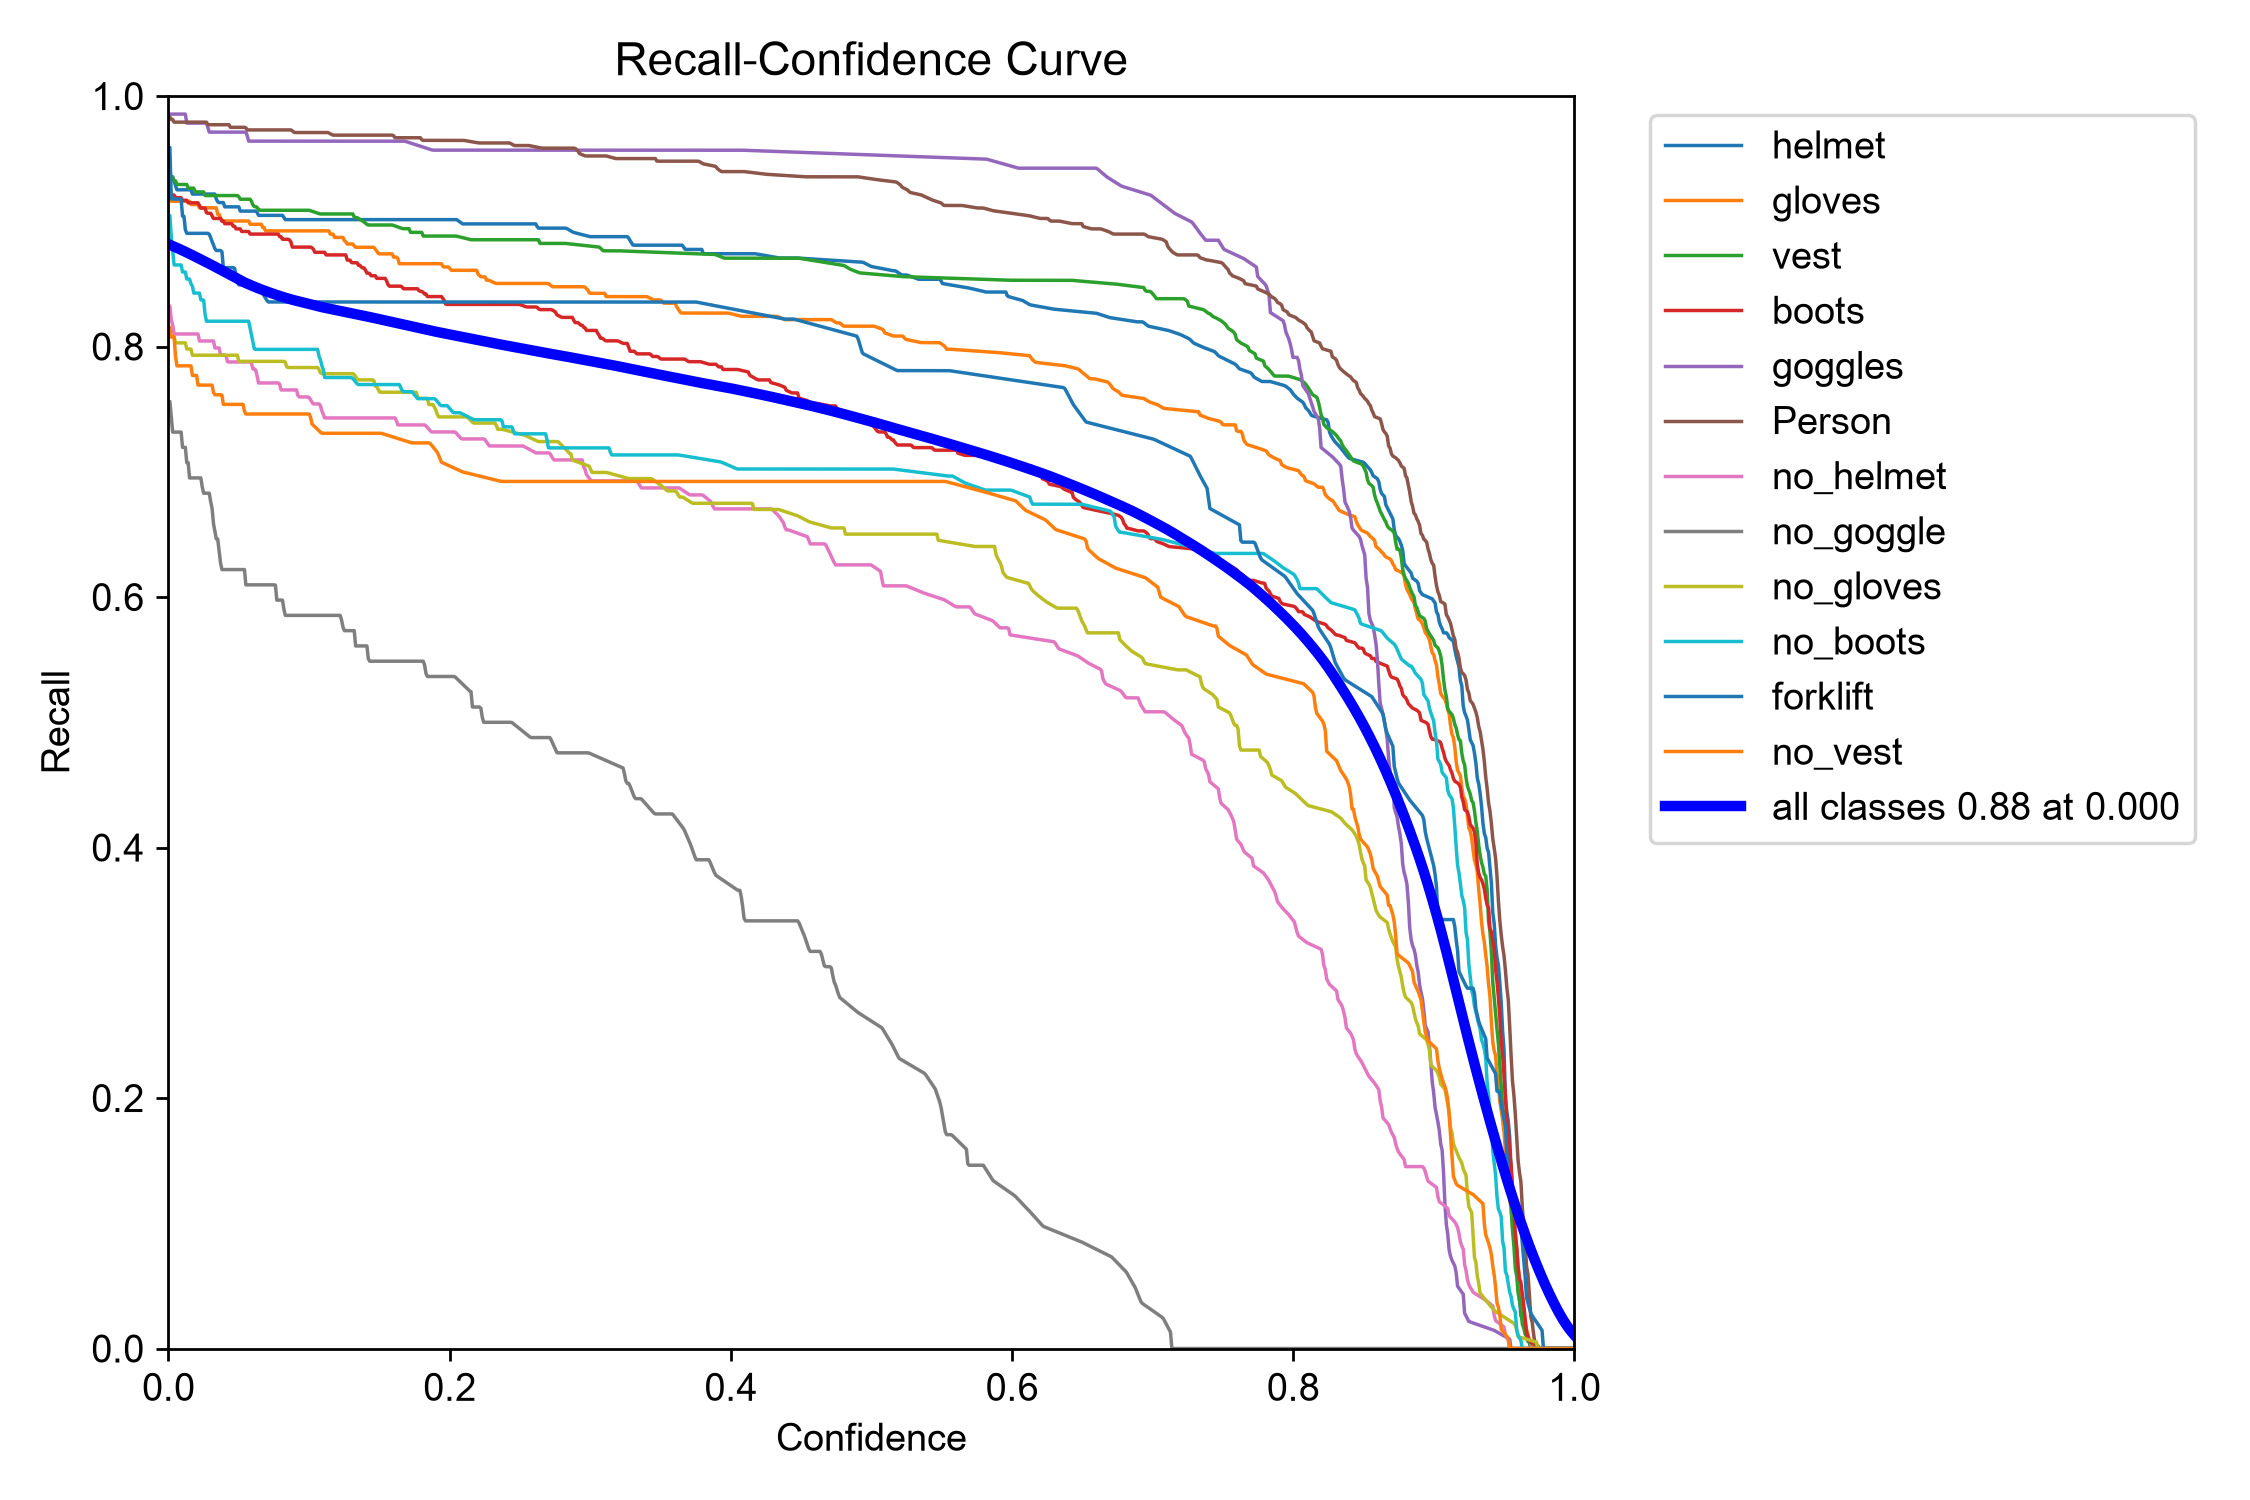 Recall-Confidence Curve
1.0
0.8
0.6
0.4
0.2
0.0
Recall
0.0 0.2 0.4 0.6 0.8 1.0
Confidence
helmet
gloves
vest
boots
goggles
Person
no_helmet
no_goggle
no_gloves
no_boots
forklift
no_vest
all classes 0.88 at 0.000